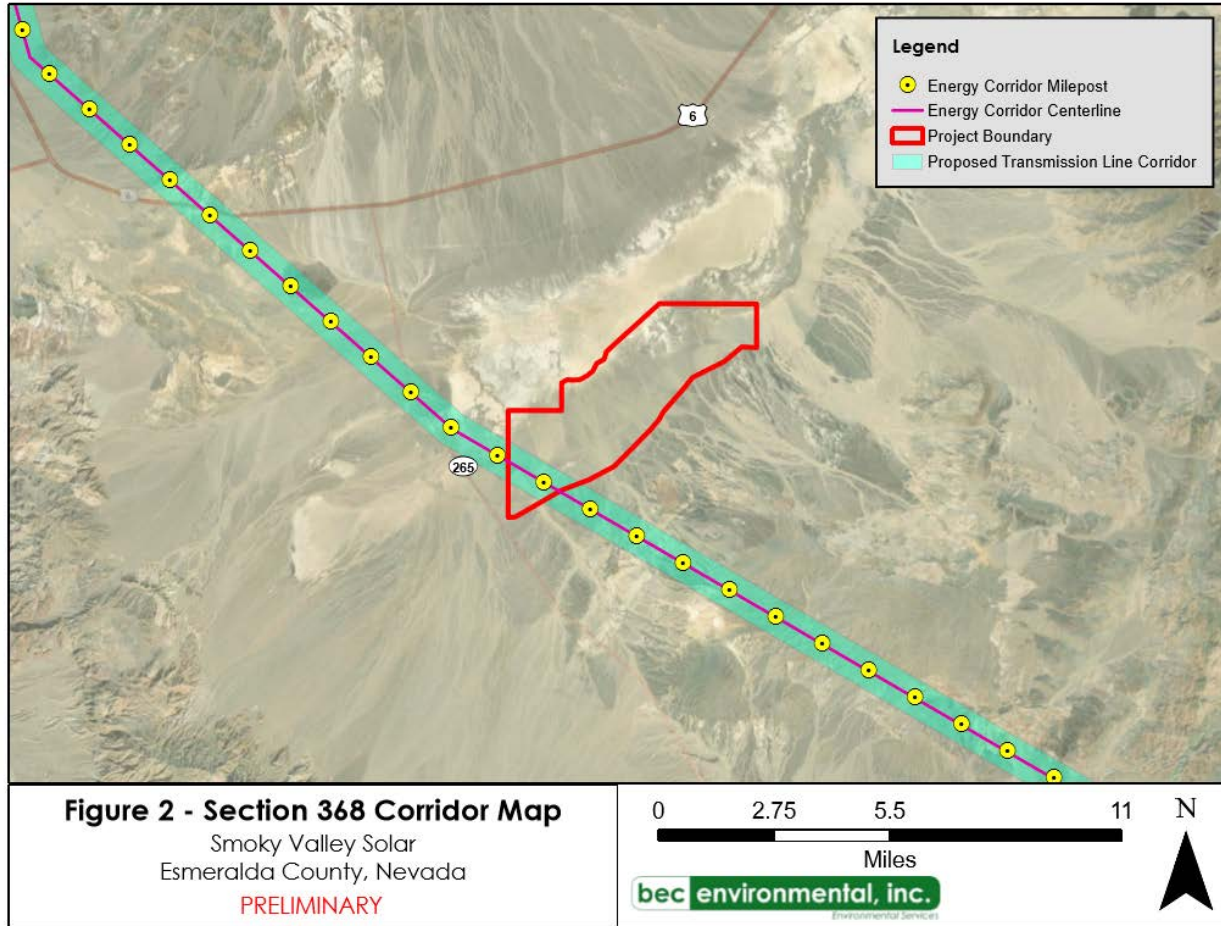 6
6
265
Legend
Energy Corridor Milepost
Energy Corridor Centerline
Project Boundary
Proposed Transmission Line Corridor
Figure 2 - Section 368 Corridor Map
Smoky Valley Solar
Esmeralda County, Nevada
PRELIMINARY
0 2.75 5.5 11
Miles
N
bec environmental, inc.
Environmental Services